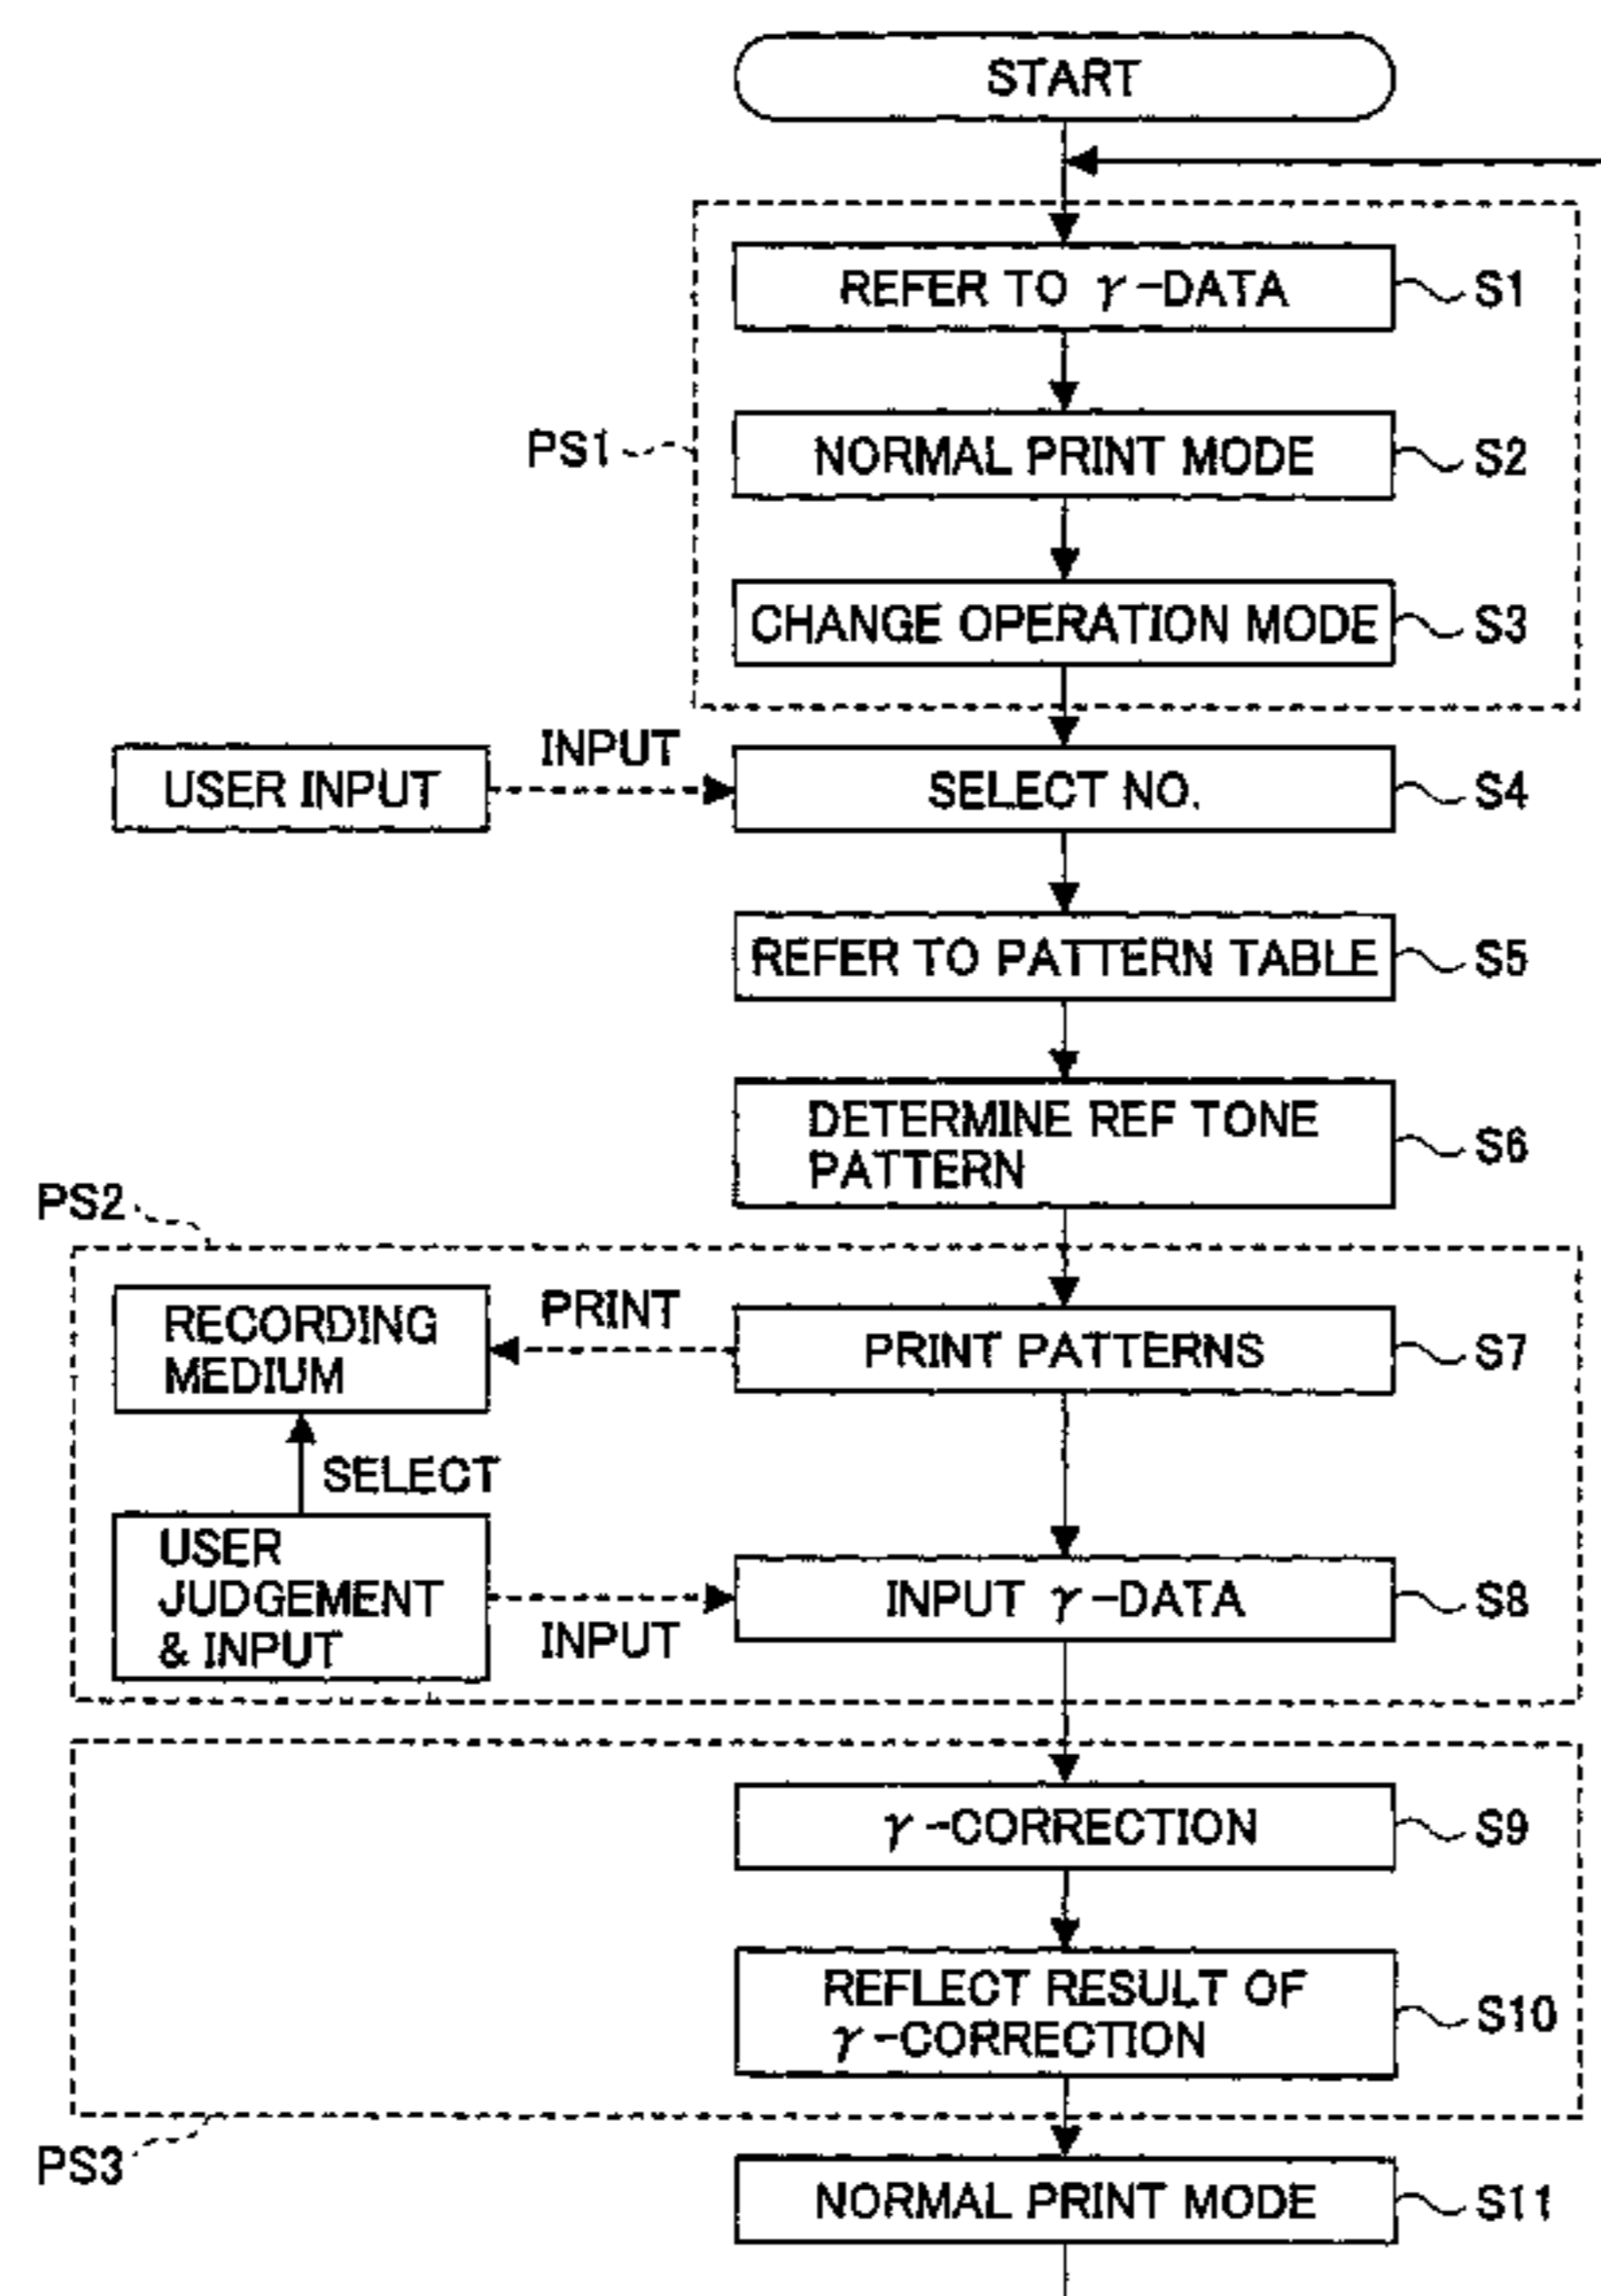 START
REFER TO γ-DATA
S1
PS1
NORMAL PRINT MODE
S2
CHANGE OPERATION MODE
S3
USER INPUT
INPUT
SELECT NO.
S4
REFER TO PATTERN TABLE
S5
DETERMINE REF TONE
PATTERN
S6
PS2
RECORDING
MEDIUM
PRINT
PRINT PATTERNS
S7
SELECT
USER
JUDGEMENT
& INPUT
INPUT
INPUT γ-DATA
S8
γ-CORRECTION
S9
REFLECT RESULT OF
γ-CORRECTION
S10
PS3
NORMAL PRINT MODE
S11